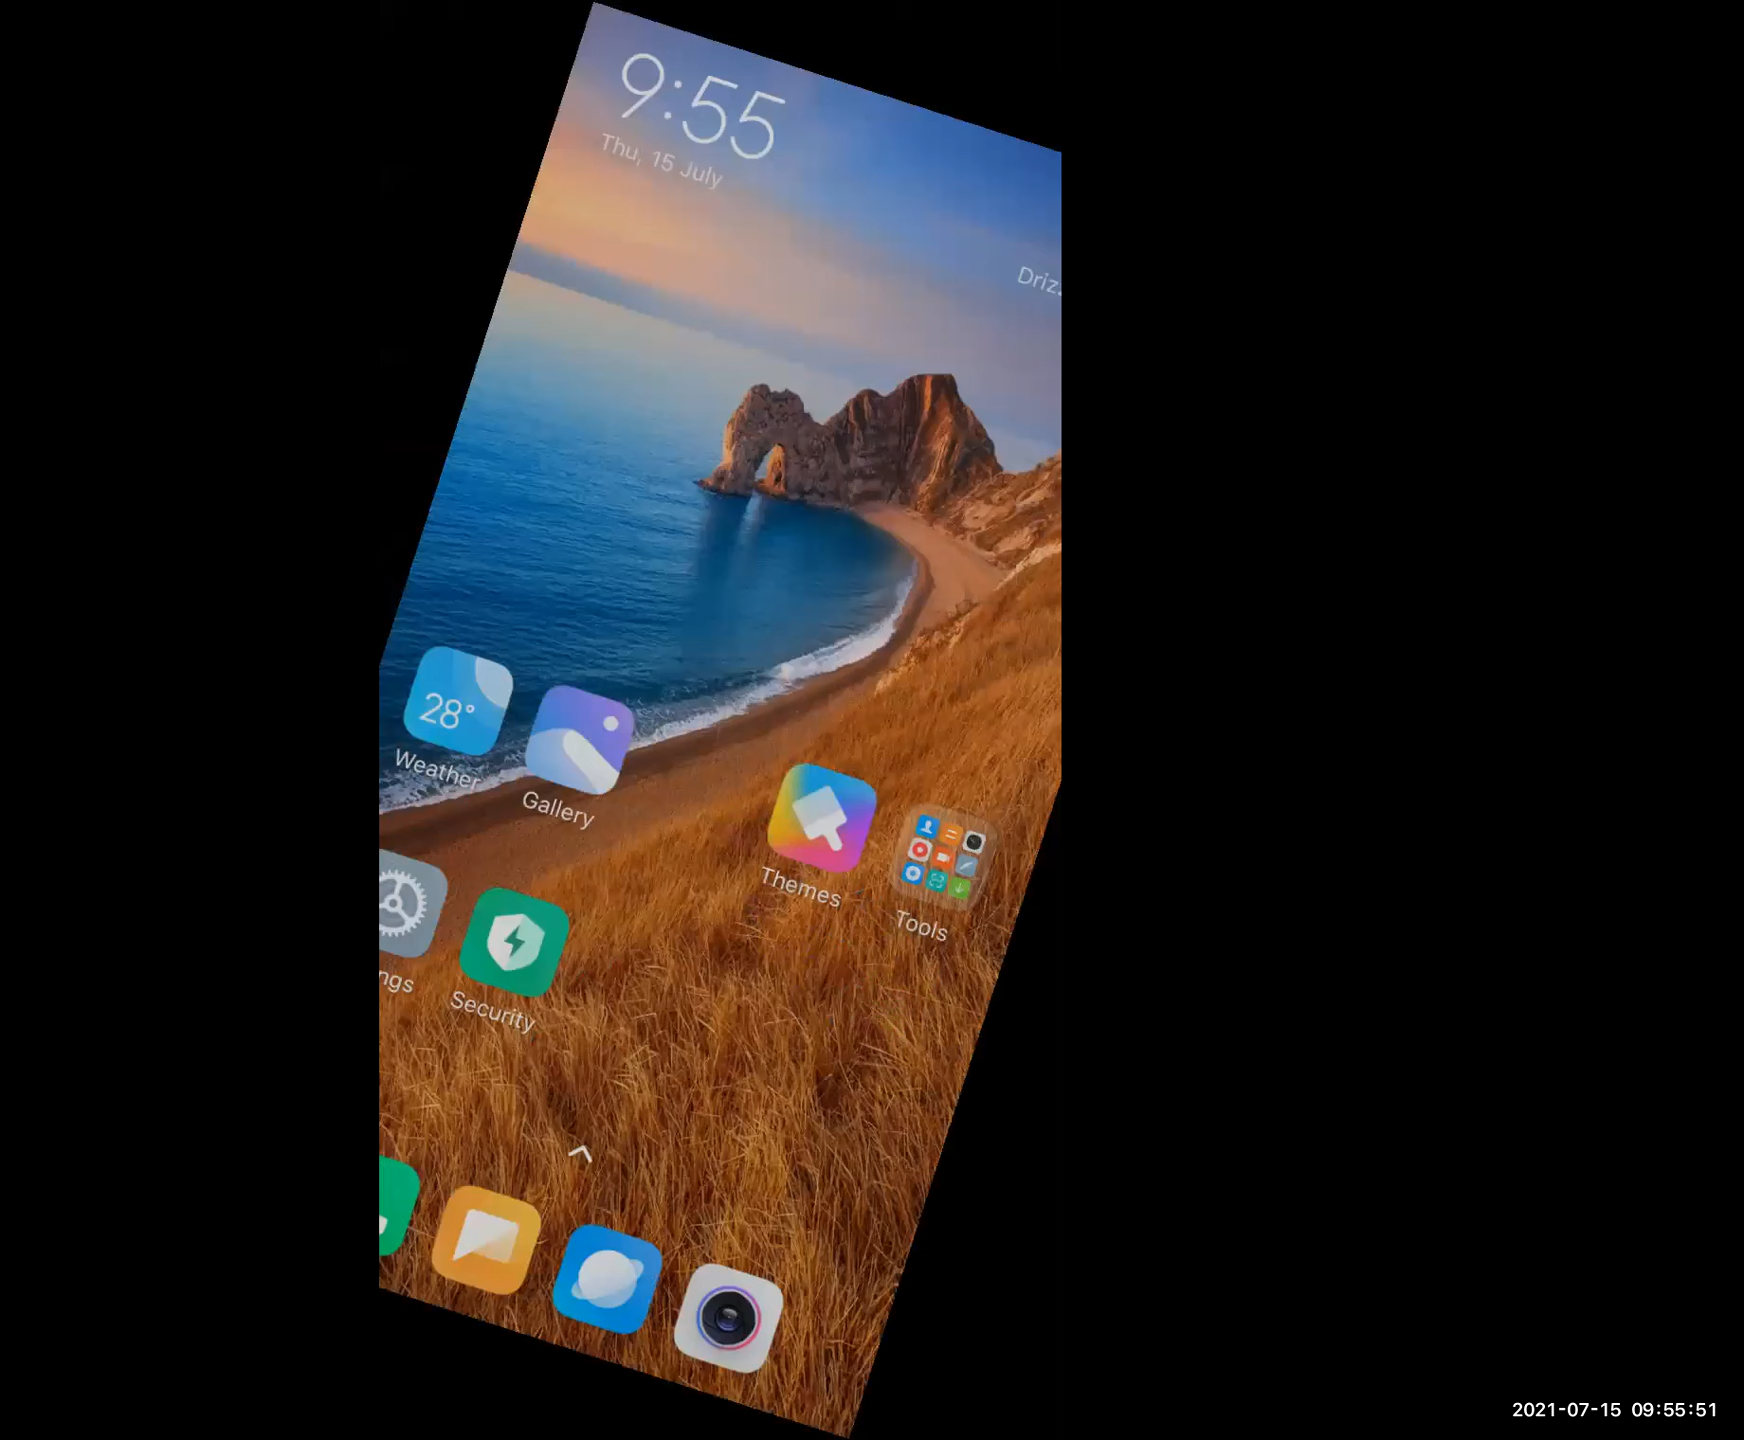 9:55
Thu, 15 July
Driz.
28°
Weather
Gallery
Themes
Tools
ngs
Security
2021-07-15 09:55:51